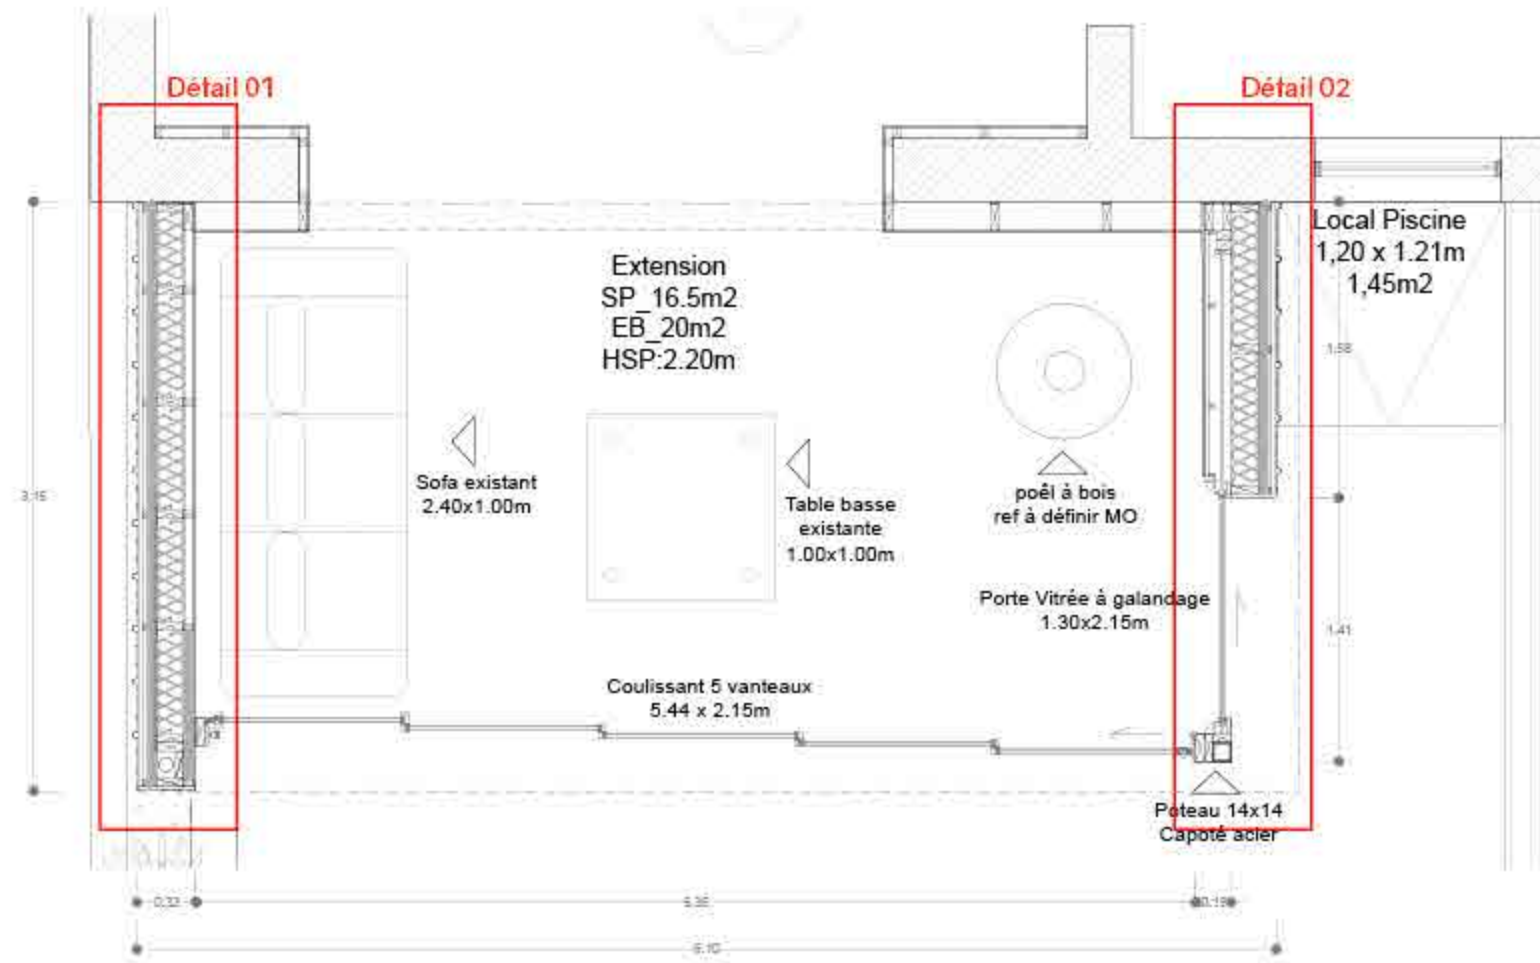 Détail 01
Détail 02
Local Piscine
1,20 x 1.21m
1,45m2
Extension
SP_16.5m2
EB_20m2
HSP:2.20m
1.58
Sofa existant
2.40x1.00m
Table basse
existante
1.00x1.00m
poêl à bois
ref à définir MO
3.15
Porte Vitrée à galandage
1.30x2.15m
1.41
Coulissant 5 vanteaux
5.44 x 2.15m
Poteau 14x14
Capoté acier
0.32
5.35
0.19
6.10